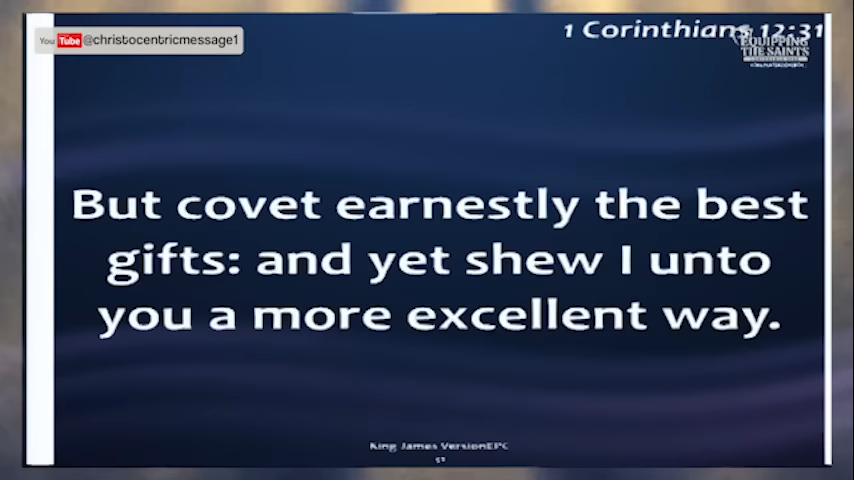 1 Corinthians 12:31
You Tube @christocentricmessage1
EQUIPPING
THE SAINTS
But covet earnestly the best
gifts: and yet shew I unto
you a more excellent way.
King James VersionEPC
51